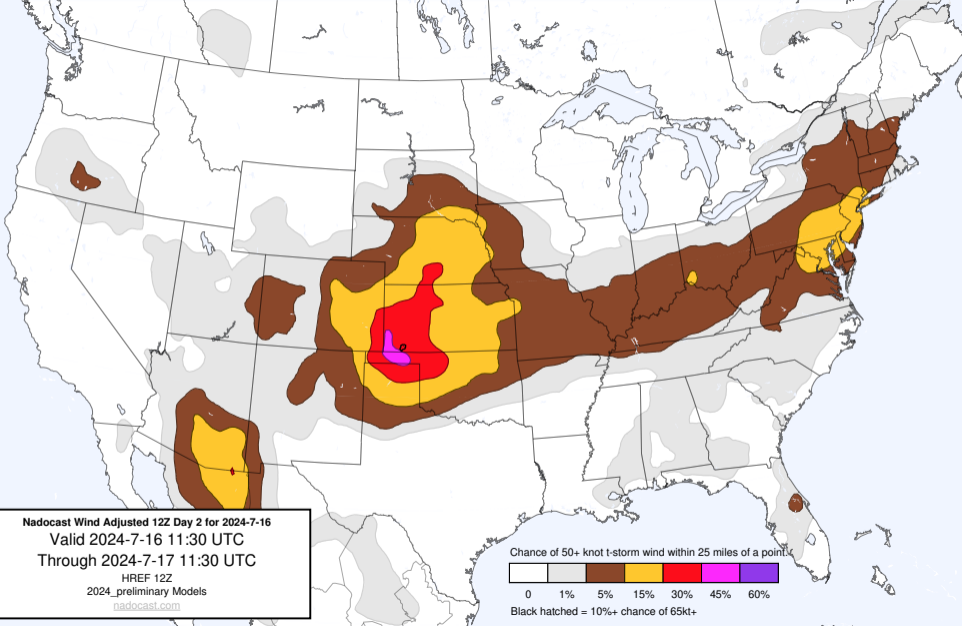 Nadocast Wind Adjusted 12Z Day 2 for 2024-7-16
Valid 2024-7-16 11:30 UTC
Through 2024-7-17 11:30 UTC
HREF 12Z
2024_preliminary Models
nadocast.com
Chance of 50+ knot t-storm wind within 25 miles of a point.
0 1% 5% 15% 30% 45% 60%
Black hatched = 10%+ chance of 65kt+